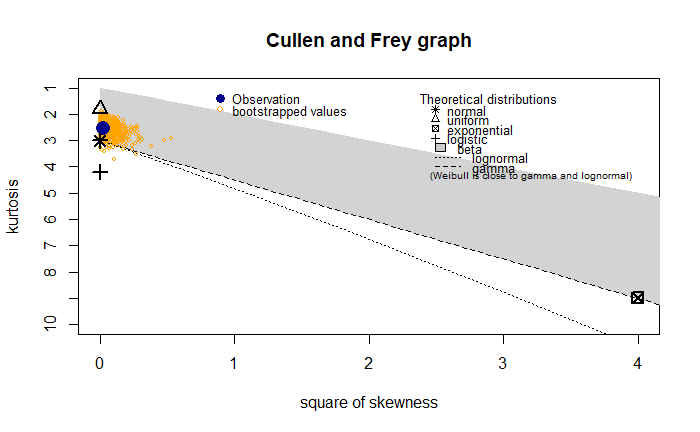 Cullen and Frey graph
Observation
bootstrapped values
Theoretical distributions
normal
uniform
exponential
logistic
beta
lognormal
gamma
(Weibull is close to gamma and lognormal)
kurtosis
1
2
3
4
5
6
7
8
10
0
1
2
3
4
square of skewness